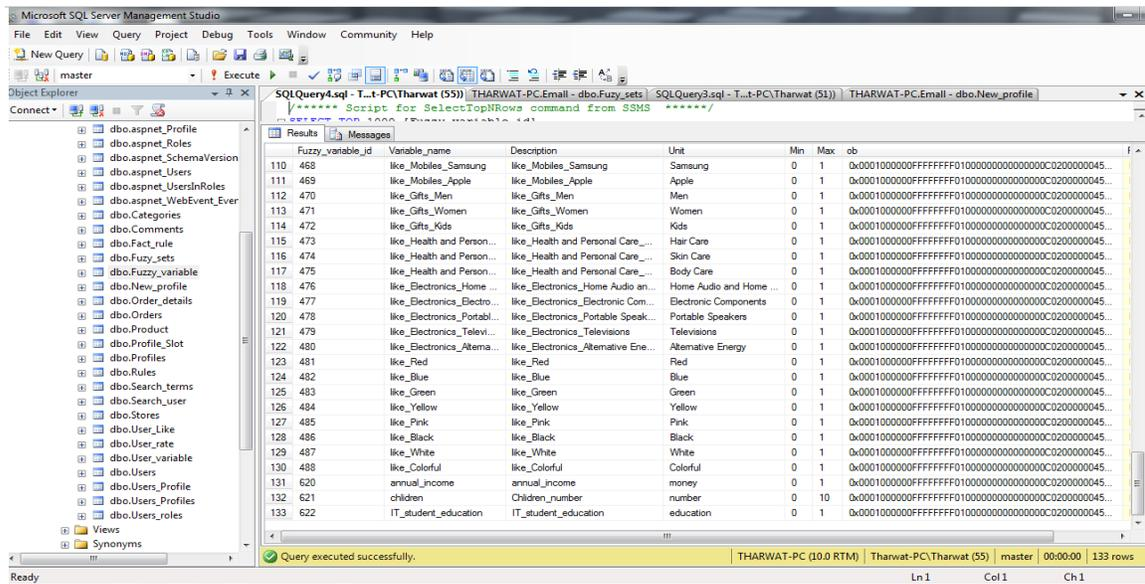 Microsoft SQL Server Management Studio
File Edit View Query Project Debug Tools Window Community Help
New Query
master Execute
Object Explorer
SQLQuery4.sql - T...t-PC\Tharwat (55)) THARWAT-PC.Emall - dbo.Fuzy_sets SQLQuery3.sql - T...t-PC\Tharwat (51)) THARWAT-PC.Emall - dbo.New_profile
Connect
/****** Script for SelectTopNRows command from SSMS ******/
Results Messages
dbo.aspnet_Profile
dbo.aspnet_Roles
dbo.aspnet_SchemaVersion
dbo.aspnet_Users
dbo.aspnet_UsersInRoles
dbo.aspnet_WebEvent_Ever
dbo.Categories
dbo.Comments
dbo.Fact_rule
dbo.Fuzy_sets
dbo.Fuzzy_variable
dbo.New_profile
dbo.Order_details
dbo.Orders
dbo.Product
dbo.Profile_Slot
dbo.Profiles
dbo.Rules
dbo.Search_terms
dbo.Search_user
dbo.Stores
dbo.User_Like
dbo.User_rate
dbo.User_variable
dbo.Users
dbo.Users_Profile
dbo.Users_Profiles
dbo.Users_roles
Views
Synonyms
Fuzzy_variable_id Variable_name Description Unit Min Max ob
110 468 like_Mobiles_Samsung like_Mobiles_Samsung Samsung 0 1 0x0001000000FFFFFFFF01000000000000000C0200000045...
111 469 like_Mobiles_Apple like_Mobiles_Apple Apple 0 1 0x0001000000FFFFFFFF01000000000000000C0200000045...
112 470 like_Gifts_Men like_Gifts_Men Men 0 1 0x0001000000FFFFFFFF01000000000000000C0200000045...
113 471 like_Gifts_Women like_Gifts_Women Women 0 1 0x0001000000FFFFFFFF01000000000000000C0200000045...
114 472 like_Gifts_Kids like_Gifts_Kids Kids 0 1 0x0001000000FFFFFFFF01000000000000000C0200000045...
115 473 like_Health and Person... like_Health and Personal Care_... Hair Care 0 1 0x0001000000FFFFFFFF01000000000000000C0200000045...
116 474 like_Health and Person... like_Health and Personal Care_... Skin Care 0 1 0x0001000000FFFFFFFF01000000000000000C0200000045...
117 475 like_Health and Person... like_Health and Personal Care_... Body Care 0 1 0x0001000000FFFFFFFF01000000000000000C0200000045...
118 476 like_Electronics_Home ... like_Electronics_Home Audio an... Home Audio and Home ... 0 1 0x0001000000FFFFFFFF01000000000000000C0200000045...
119 477 like_Electronics_Electro... like_Electronics_Electronic Com... Electronic Components 0 1 0x0001000000FFFFFFFF01000000000000000C0200000045...
120 478 like_Electronics_Portabl... like_Electronics_Portable Speak... Portable Speakers 0 1 0x0001000000FFFFFFFF01000000000000000C0200000045...
121 479 like_Electronics_Televi... like_Electronics_Televisions Televisions 0 1 0x0001000000FFFFFFFF01000000000000000C0200000045...
122 480 like_Electronics_Alterna... like_Electronics_Alternative Ene... Alternative Energy 0 1 0x0001000000FFFFFFFF01000000000000000C0200000045...
123 481 like_Red like_Red Red 0 1 0x0001000000FFFFFFFF01000000000000000C0200000045...
124 482 like_Blue like_Blue Blue 0 1 0x0001000000FFFFFFFF01000000000000000C0200000045...
125 483 like_Green like_Green Green 0 1 0x0001000000FFFFFFFF01000000000000000C0200000045...
126 484 like_Yellow like_Yellow Yellow 0 1 0x0001000000FFFFFFFF01000000000000000C0200000045...
127 485 like_Pink like_Pink Pink 0 1 0x0001000000FFFFFFFF01000000000000000C0200000045...
128 486 like_Black like_Black Black 0 1 0x0001000000FFFFFFFF01000000000000000C0200000045...
129 487 like_White like_White White 0 1 0x0001000000FFFFFFFF01000000000000000C0200000045...
130 488 like_Colorful like_Colorful Colorful 0 1 0x0001000000FFFFFFFF01000000000000000C0200000045...
131 620 annual_income annual_income money 0 1 0x0001000000FFFFFFFF01000000000000000C0200000045...
132 621 chlidren Chlidren_number number 0 10 0x0001000000FFFFFFFF01000000000000000C0200000045...
133 622 IT_student_education IT_student_education education 0 1 0x0001000000FFFFFFFF01000000000000000C0200000045...
Query executed successfully. THARWAT-PC (10.0 RTM) Tharwat-PC\Tharwat (55) master 00:00:00 133 rows
Ready Ln 1 Col 1 Ch 1